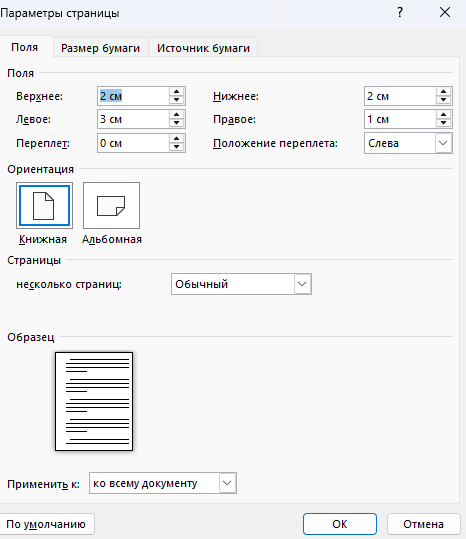 Параметры страницы ?
Поля Размер бумаги Источник бумаги
Поля
Верхнее: 2 см Нижнее: 2 см
Левое: 3 см Правое: 1 см
Переплет: 0 см Положение переплета: Слева
Ориентация
Книжная Альбомная
Страницы
несколько страниц: Обычный
Образец
Применить к: ко всему документу
По умолчанию ОК Отмена